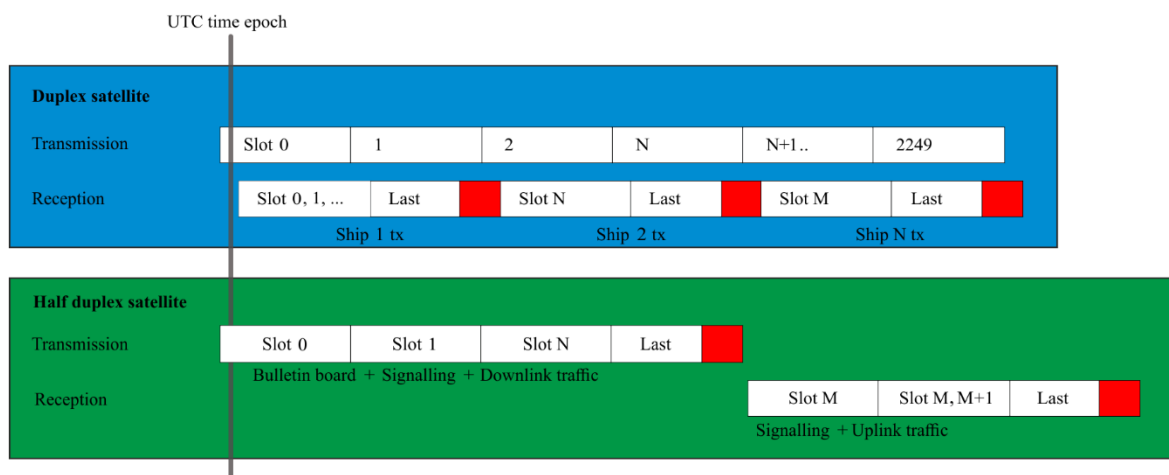 UTC time epoch
Duplex satellite
Transmission Slot 0 1 2 N N+1.. 2249
Reception Slot 0, 1, ... Last Slot N Last Slot M Last
Ship 1 tx Ship 2 tx Ship N tx
Half duplex satellite
Transmission Slot 0 Slot 1 Slot N Last
Bulletin board + Signalling + Downlink traffic
Reception Slot M Slot M, M+1 Last
Signalling + Uplink traffic